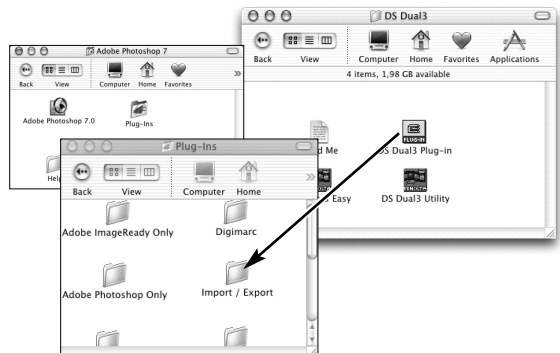 DS Dual3
Back
View
Computer
Home
Favorites
Applications
4 items, 1,98 GB available
d Me
DS Dual3 Plug-in
PLUG-IN
Easy
DS Dual3 Utility
Adobe Photoshop 7
Back
View
Computer
Home
Favorites
Adobe Photoshop 7.0
Plug-Ins
Help
Plug-Ins
Back
View
Computer
Home
Adobe ImageReady Only
Digimarc
Adobe Photoshop Only
Import / Export